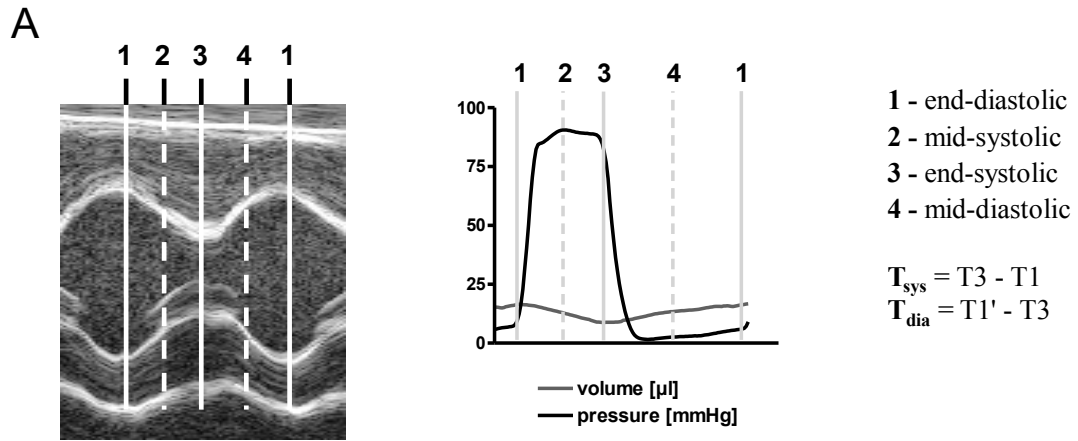 A
1 2 3 4 1
1 2 3 4 1
100
75
50
25
0
volume [µl]
pressure [mmHg]
1 - end-diastolic
2 - mid-systolic
3 - end-systolic
4 - mid-diastolic
Tsys = T3 - T1
Tdia = T1' - T3